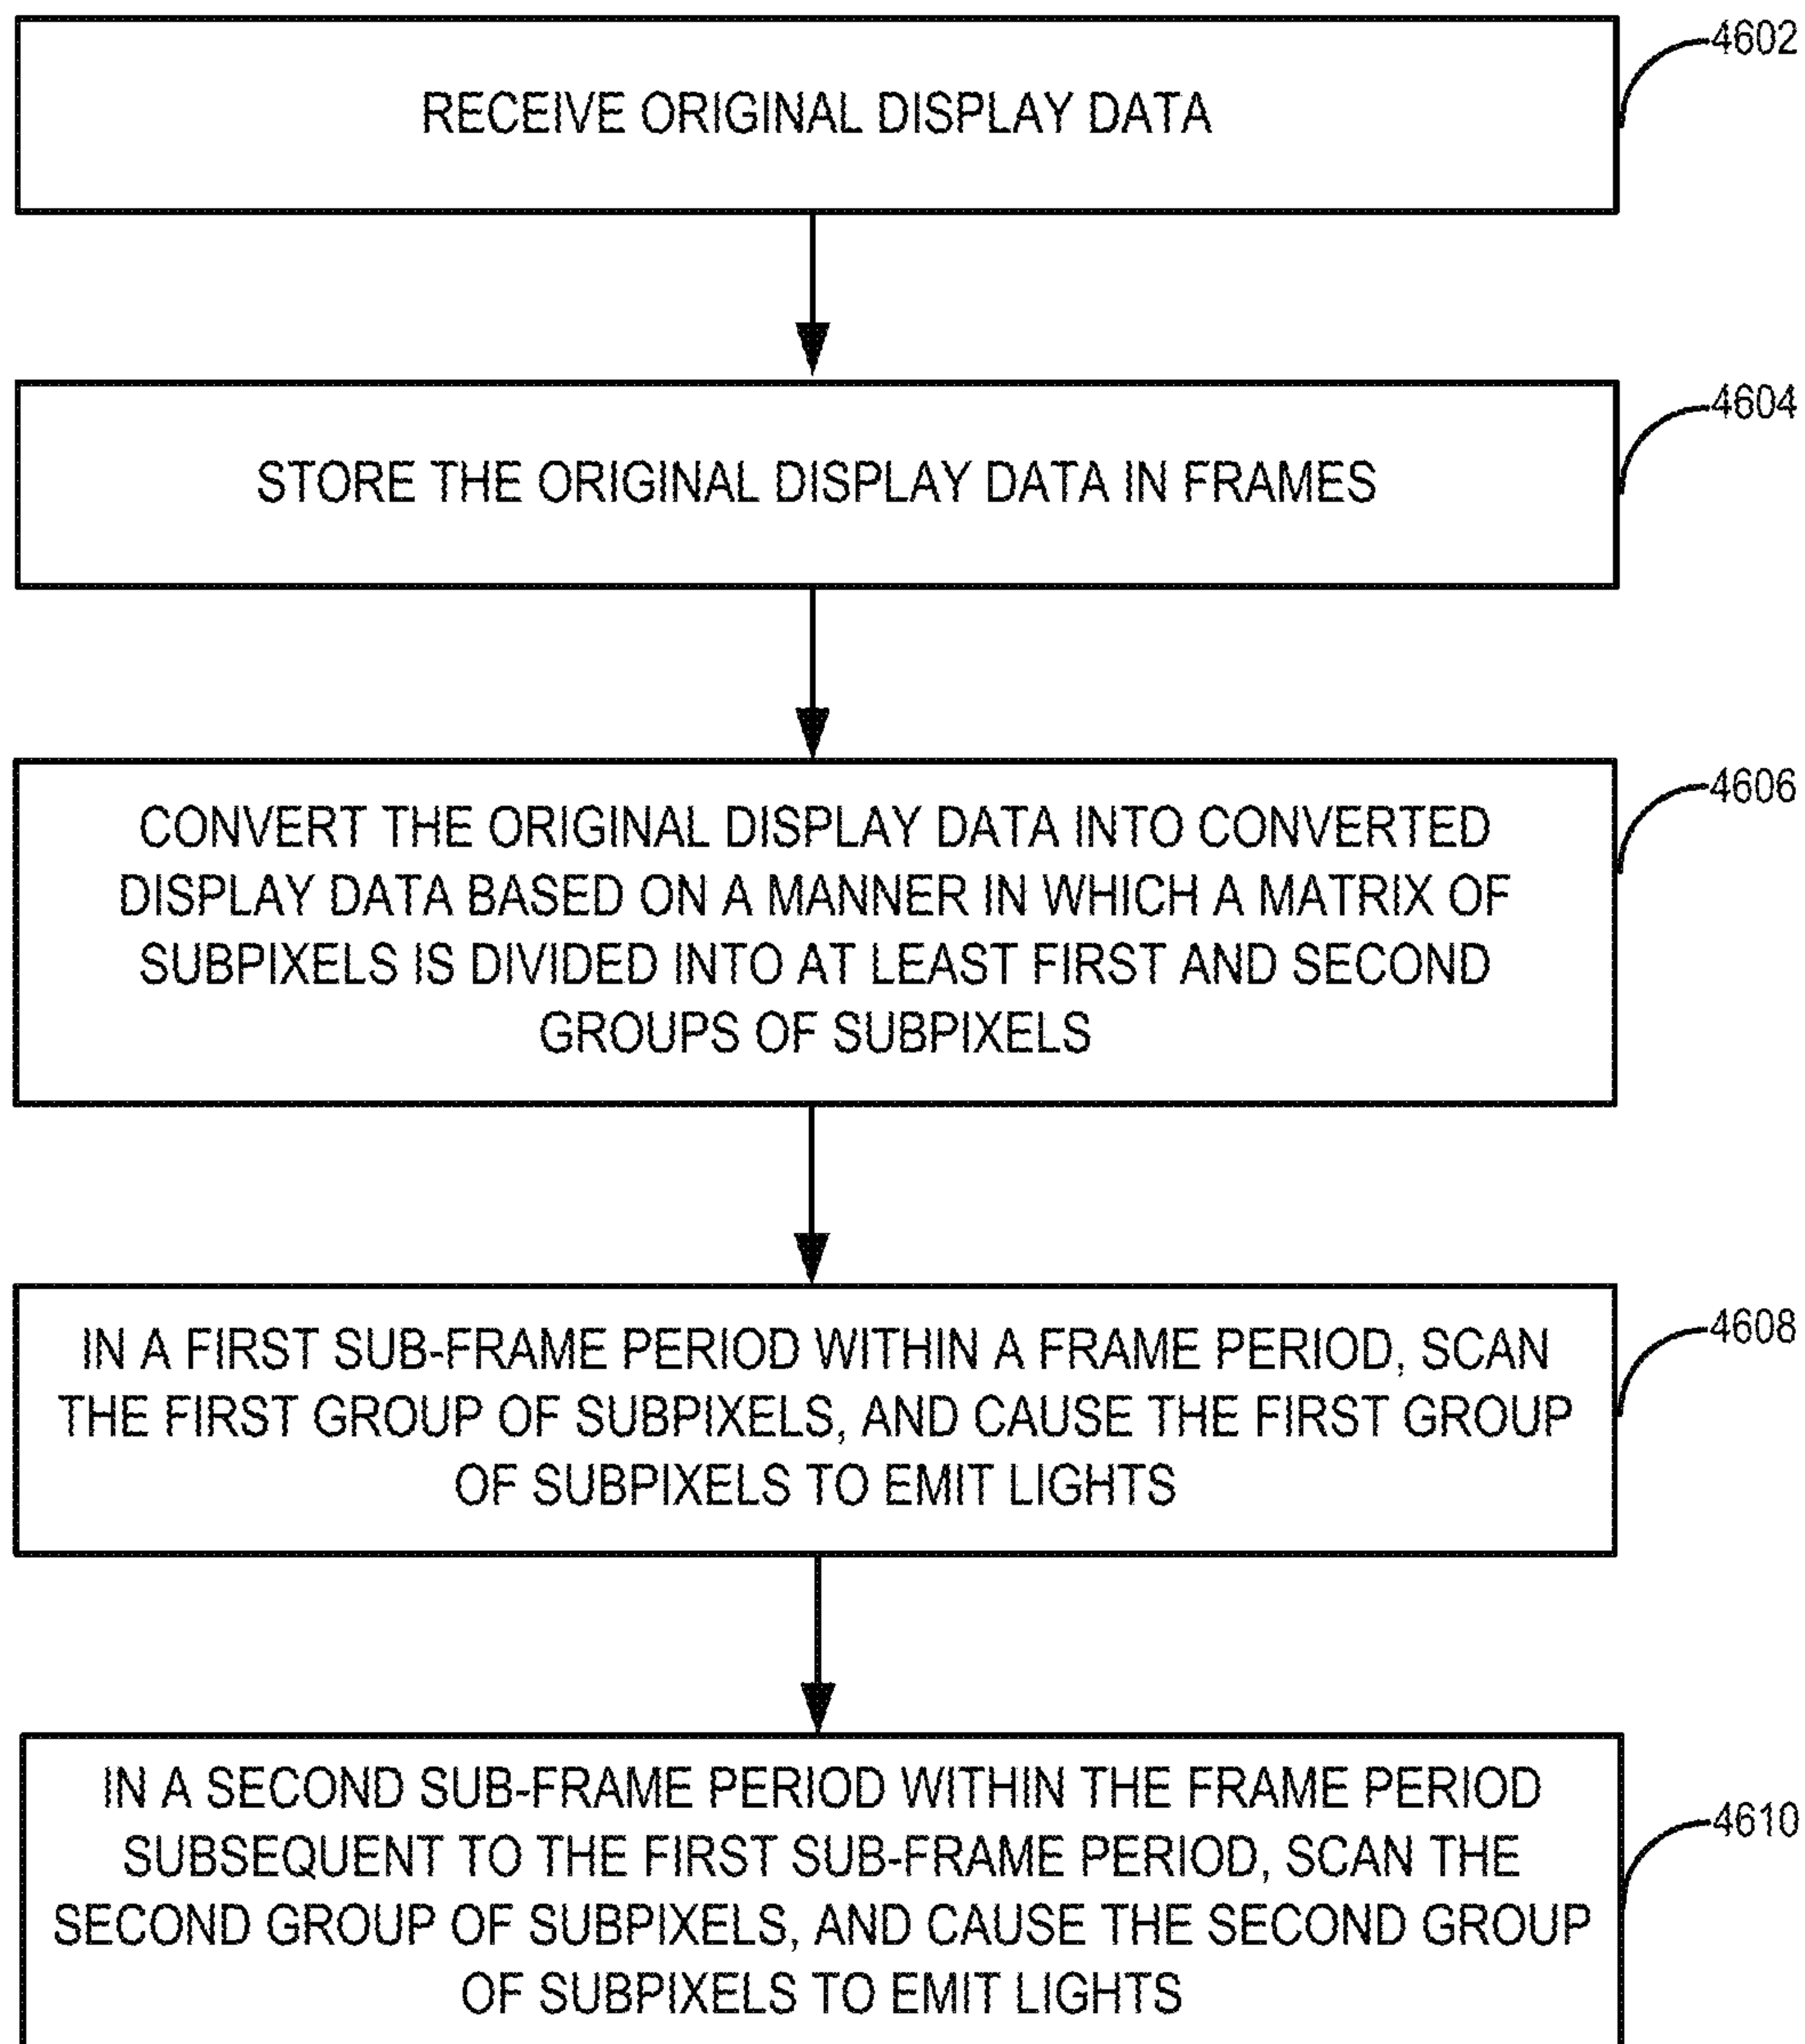 4602
RECEIVE ORIGINAL DISPLAY DATA
4604
STORE THE ORIGINAL DISPLAY DATA IN FRAMES
4606
CONVERT THE ORIGINAL DISPLAY DATA INTO CONVERTED
DISPLAY DATA BASED ON A MANNER IN WHICH A MATRIX OF
SUBPIXELS IS DIVIDED INTO AT LEAST FIRST AND SECOND
GROUPS OF SUBPIXELS
4608
IN A FIRST SUB-FRAME PERIOD WITHIN A FRAME PERIOD, SCAN
THE FIRST GROUP OF SUBPIXELS, AND CAUSE THE FIRST GROUP
OF SUBPIXELS TO EMIT LIGHTS
4610
IN A SECOND SUB-FRAME PERIOD WITHIN THE FRAME PERIOD
SUBSEQUENT TO THE FIRST SUB-FRAME PERIOD, SCAN THE
SECOND GROUP OF SUBPIXELS, AND CAUSE THE SECOND GROUP
OF SUBPIXELS TO EMIT LIGHTS